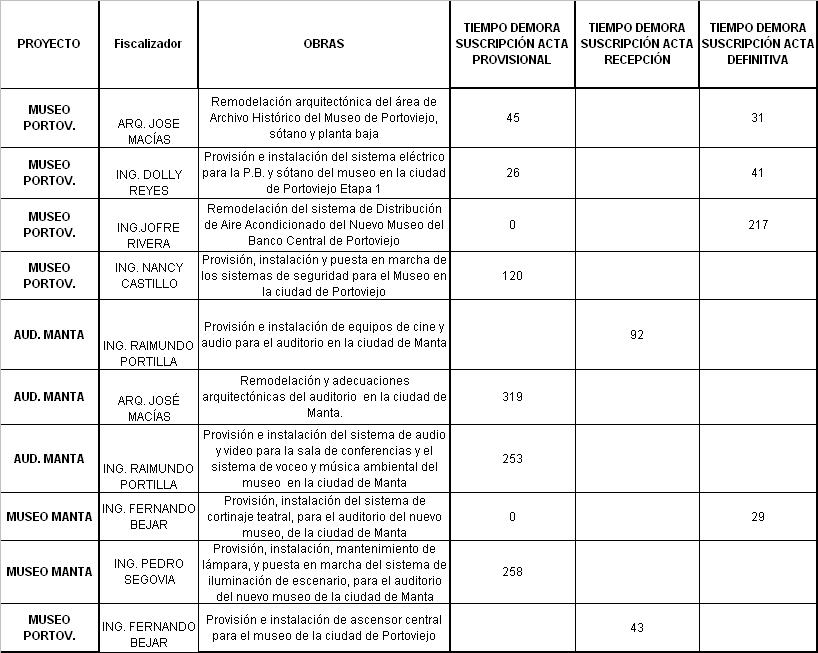 PROYECTO
Fiscalizador
OBRAS
TIEMPO DEMORA
SUSCRIPCIÓN ACTA
PROVISIONAL
TIEMPO DEMORA
SUSCRIPCIÓN ACTA
RECEPCIÓN
TIEMPO DEMORA
SUSCRIPCIÓN ACTA
DEFINITIVA
MUSEO
PORTOV.
ARQ. JOSE
MACÍAS
Remodelación arquitectónica del área de
Archivo Histórico del Museo de Portoviejo,
sótano y planta baja
45
31
MUSEO
PORTOV.
ING. DOLLY
REYES
Provisión e instalación del sistema eléctrico
para la P.B. y sótano del museo en la ciudad
de Portoviejo Etapa 1
26
41
MUSEO
PORTOV.
ING.JOFRE
RIVERA
Remodelación del sistema de Distribución
de Aire Acondicionado del Nuevo Museo del
Banco Central de Portoviejo
0
217
MUSEO
PORTOV.
ING. NANCY
CASTILLO
Provisión, instalación y puesta en marcha de
los sistemas de seguridad para el Museo en
la ciudad de Portoviejo
120
AUD. MANTA
ING. RAIMUNDO
PORTILLA
Provisión e instalación de equipos de cine y
audio para el auditorio en la ciudad de Manta
92
AUD. MANTA
ARQ. JOSÉ
MACÍAS
Remodelación y adecuaciones
arquitectónicas del auditorio en la ciudad de
Manta.
319
AUD. MANTA
ING. RAIMUNDO
PORTILLA
Provisión e instalación del sistema de audio
y video para la sala de conferencias y el
sistema de voceo y música ambiental del
museo en la ciudad de Manta
253
MUSEO MANTA
ING. FERNANDO
BEJAR
Provisión, instalación del sistema de
cortinaje teatral, para el auditorio del nuevo
museo, de la ciudad de Manta
0
29
MUSEO MANTA
ING. PEDRO
SEGOVIA
Provisión, instalación, mantenimiento de
lámpara, y puesta en marcha del sistema de
iluminación de escenario, para el auditorio
del nuevo museo de la ciudad de Manta
258
MUSEO
PORTOV.
ING. FERNANDO
BEJAR
Provisión e instalación de ascensor central
para el museo de la ciudad de Portoviejo
43